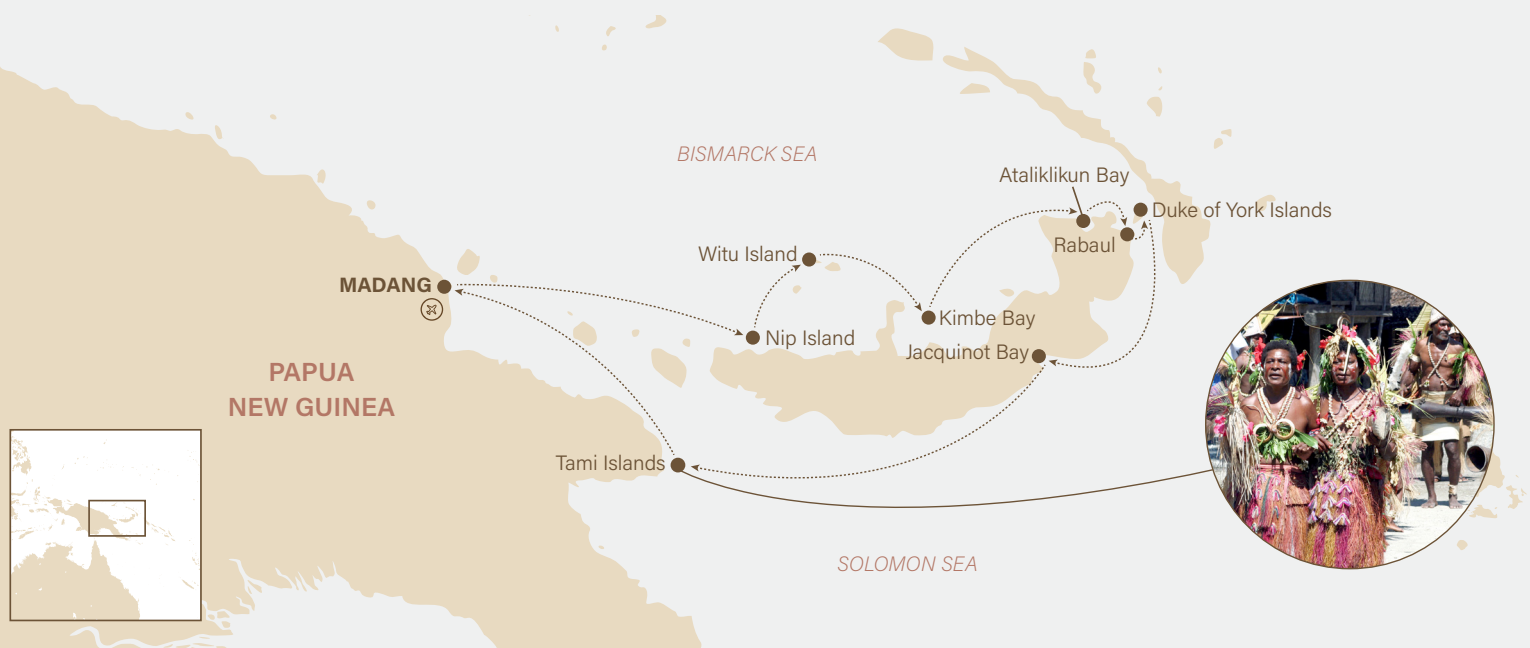 BISMARCK SEA
Ataliklikun Bay
Duke of York Islands
Rabaul
Witu Island
MADANG
Kimbe Bay
Nip Island
Jacquinot Bay
PAPUA
NEW GUINEA
Tami Islands
SOLOMON SEA